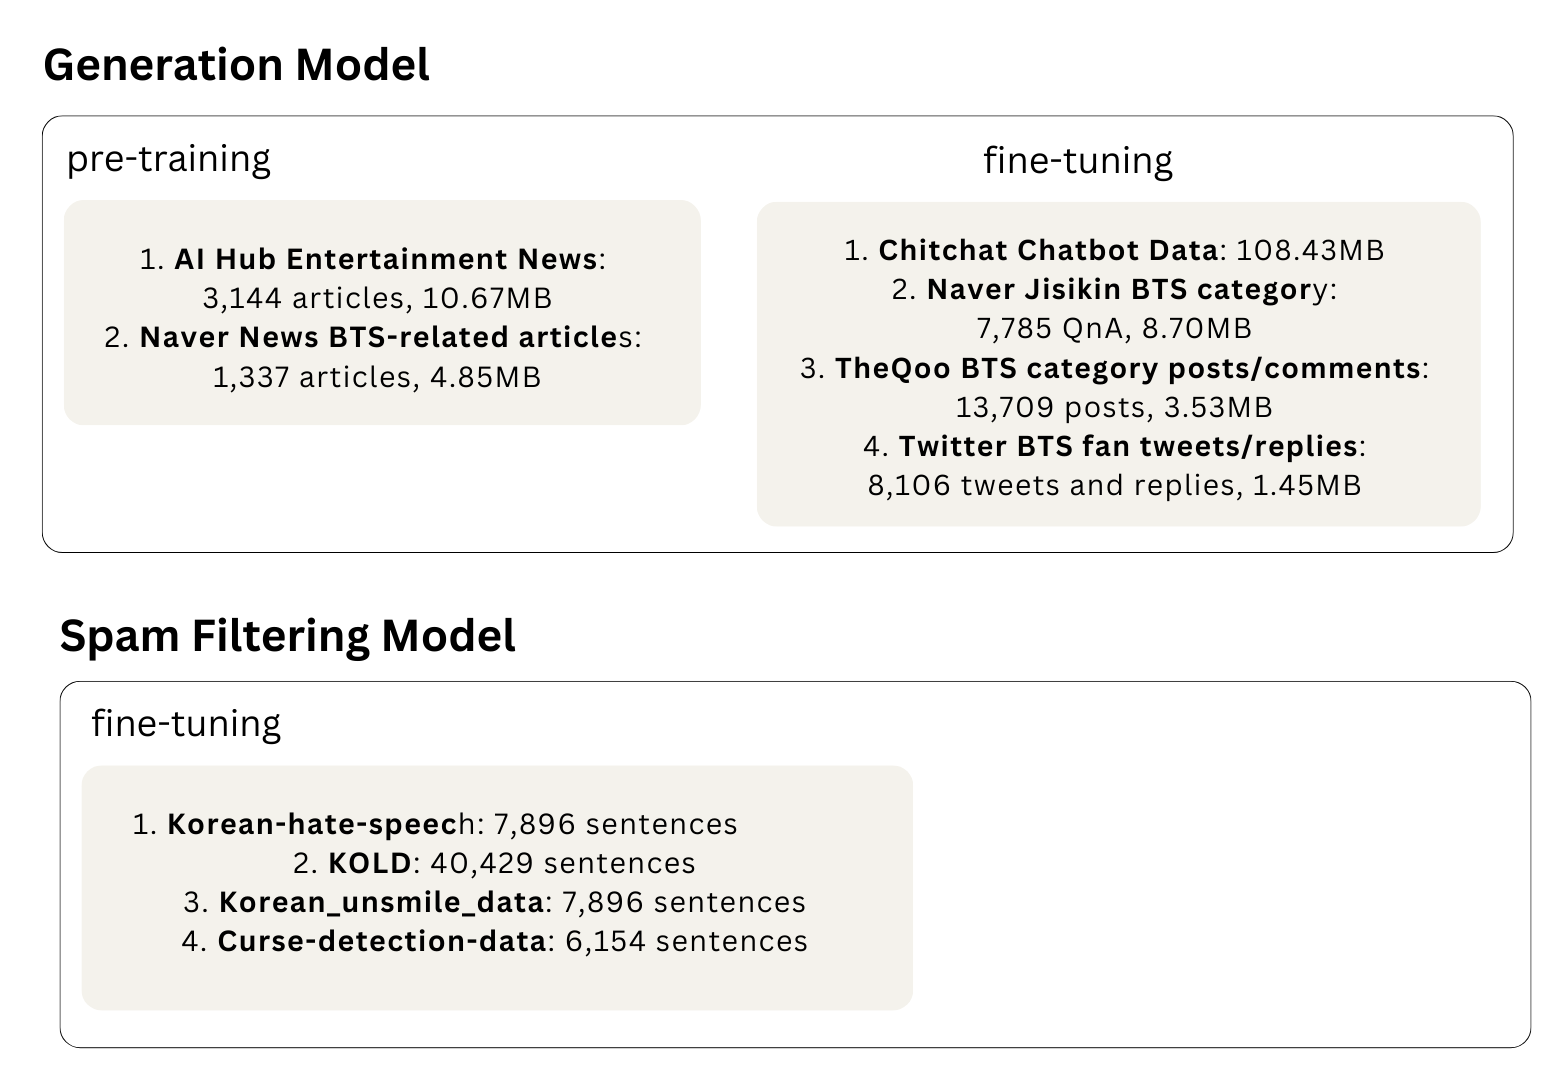 Generation Model
pre-training
1. AI Hub Entertainment News:
3,144 articles, 10.67MB
2. Naver News BTS-related articles:
1,337 articles, 4.85MB
fine-tuning
1. Chitchat Chatbot Data: 108.43MB
2. Naver Jisikin BTS category:
7,785 QnA, 8.70MB
3. TheQoo BTS category posts/comments:
13,709 posts, 3.53MB
4. Twitter BTS fan tweets/replies:
8,106 tweets and replies, 1.45MB
Spam Filtering Model
fine-tuning
1. Korean-hate-speech: 7,896 sentences
2. KOLD: 40,429 sentences
3. Korean_unsmile_data: 7,896 sentences
4. Curse-detection-data: 6,154 sentences